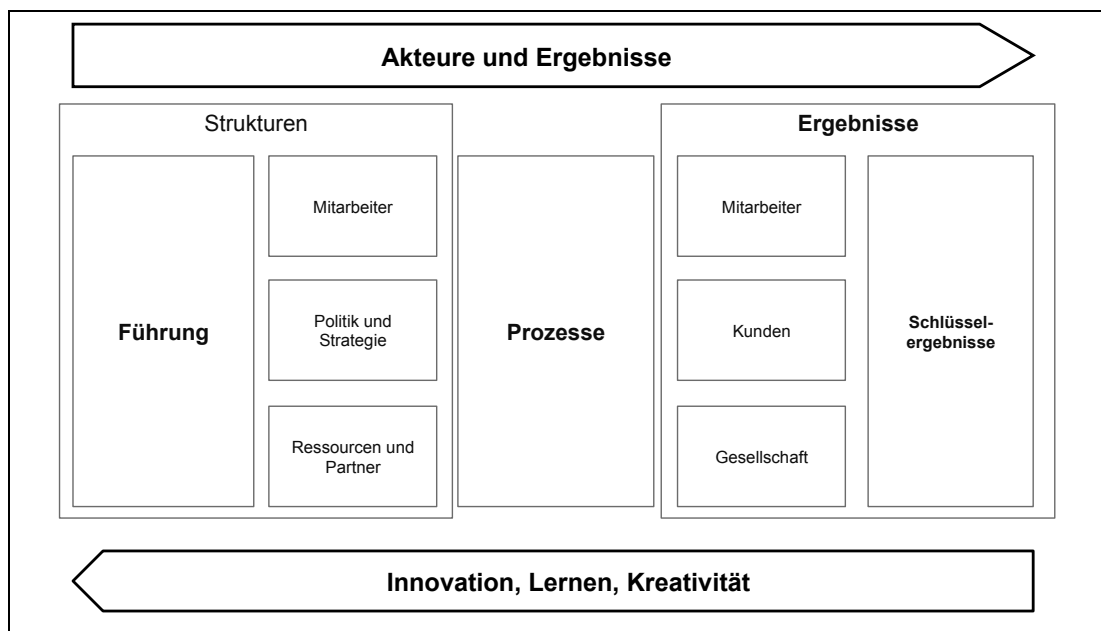 Akteure und Ergebnisse
Strukturen
Führung
Mitarbeiter
Politik und
Strategie
Ressourcen und
Partner
Prozesse
Ergebnisse
Mitarbeiter
Kunden
Gesellschaft
Schlüssel-
ergebnisse
Innovation, Lernen, Kreativität